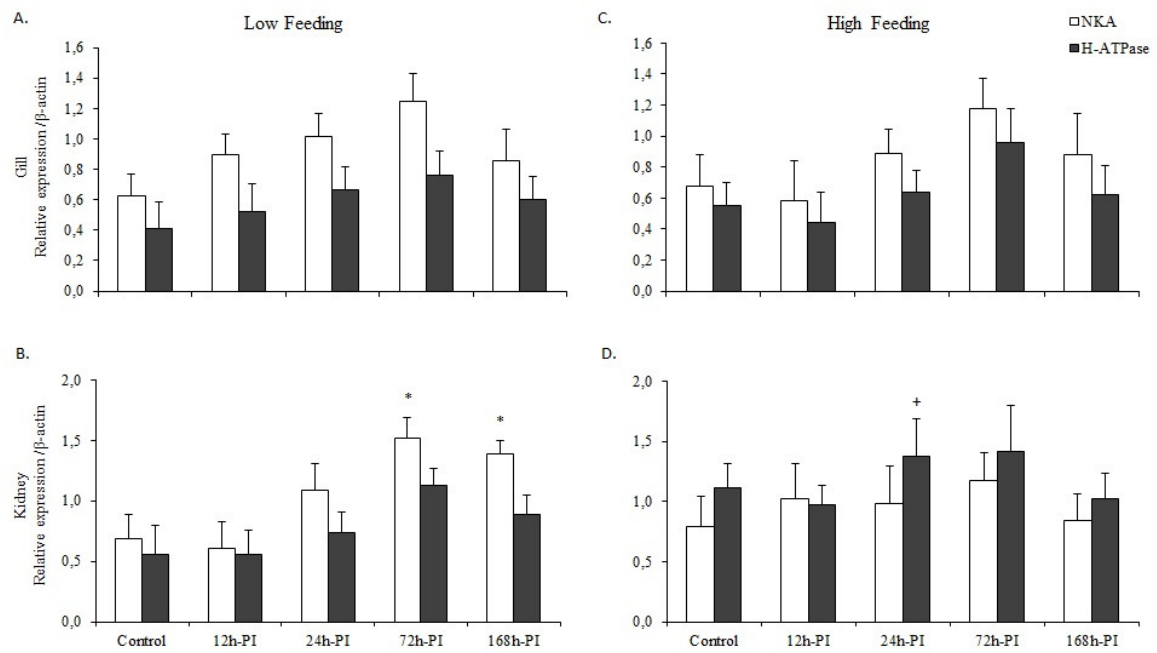 A.
Low Feeding
1,6
1,4
1,2
1,0
0,8
0,6
0,4
0,2
0,0
Gill
Relative expression /β-actin
C.
High Feeding
NKA
H-ATPase
1,6
1,4
1,2
1,0
0,8
0,6
0,4
0,2
0,0
B.
2,0
1,5
1,0
0,5
0,0
Kidney
Relative expression /β-actin
*
*
Control 12h-PI 24h-PI 72h-PI 168h-PI
D.
2,0
1,5
1,0
0,5
0,0
+
Control 12h-PI 24h-PI 72h-PI 168h-PI